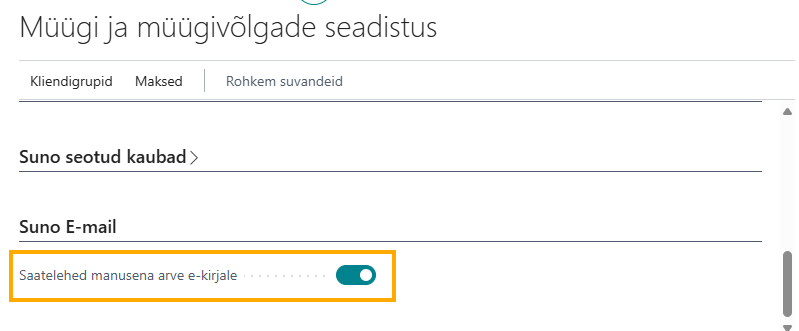 Müügi ja müügivõlgade seadistus
Kliendigrupid Maksed Rohkem suvandeid
Suno seotud kaubad
Suno E-mail
Saatelehed manusena arve e-kirjale